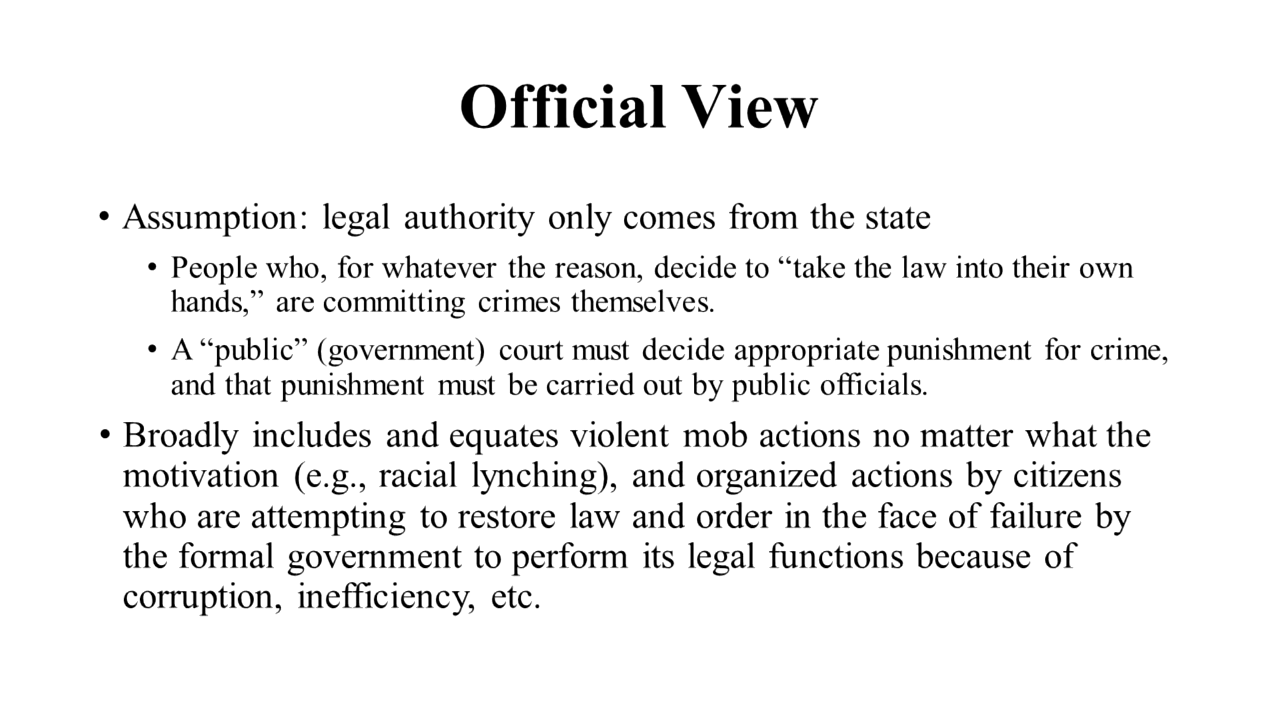 Official View
• Assumption: legal authority only comes from the state
• People who, for whatever the reason, decide to “take the law into their own
hands,” are committing crimes themselves.
• A “public” (government) court must decide appropriate punishment for crime,
and that punishment must be carried out by public officials.
• Broadly includes and equates violent mob actions no matter what the
motivation (e.g., racial lynching), and organized actions by citizens
who are attempting to restore law and order in the face of failure by
the formal government to perform its legal functions because of
corruption, inefficiency, etc.